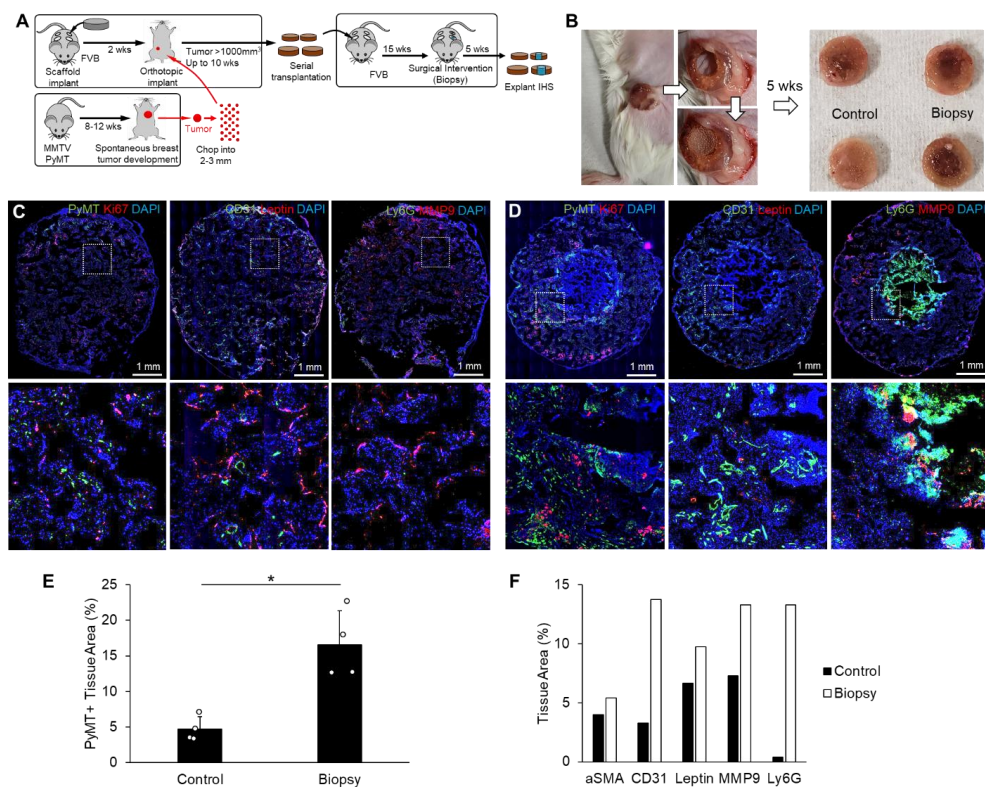 A
Scaffold
implant
FVB
2 wks
Orthotopic
implant
Tumor >1000mm³
Up to 10 wks
Serial
transplantation
FVB
15 wks
Surgical Intervention
(Biopsy)
5 wks
Explant IHS
MMTV
PyMT
8-12 wks
Spontaneous breast
tumor development
Tumor
Chop into
2-3 mm
B
5 wks
Control
Biopsy
C
PyMT Ki67 DAPI
CD31 Leptin DAPI
Ly6G MMP9 DAPI
1 mm
1 mm
1 mm
D
PyMT Ki67 DAPI
CD31 Leptin DAPI
Ly6G MMP9 DAPI
1 mm
1 mm
1 mm
E
PyMT+ Tissue Area (%)
25
20
15
10
5
0
*
Control
Biopsy
F
Tissue Area (%)
15
10
5
0
aSMA
CD31
Leptin
MMP9
Ly6G
Control
Biopsy